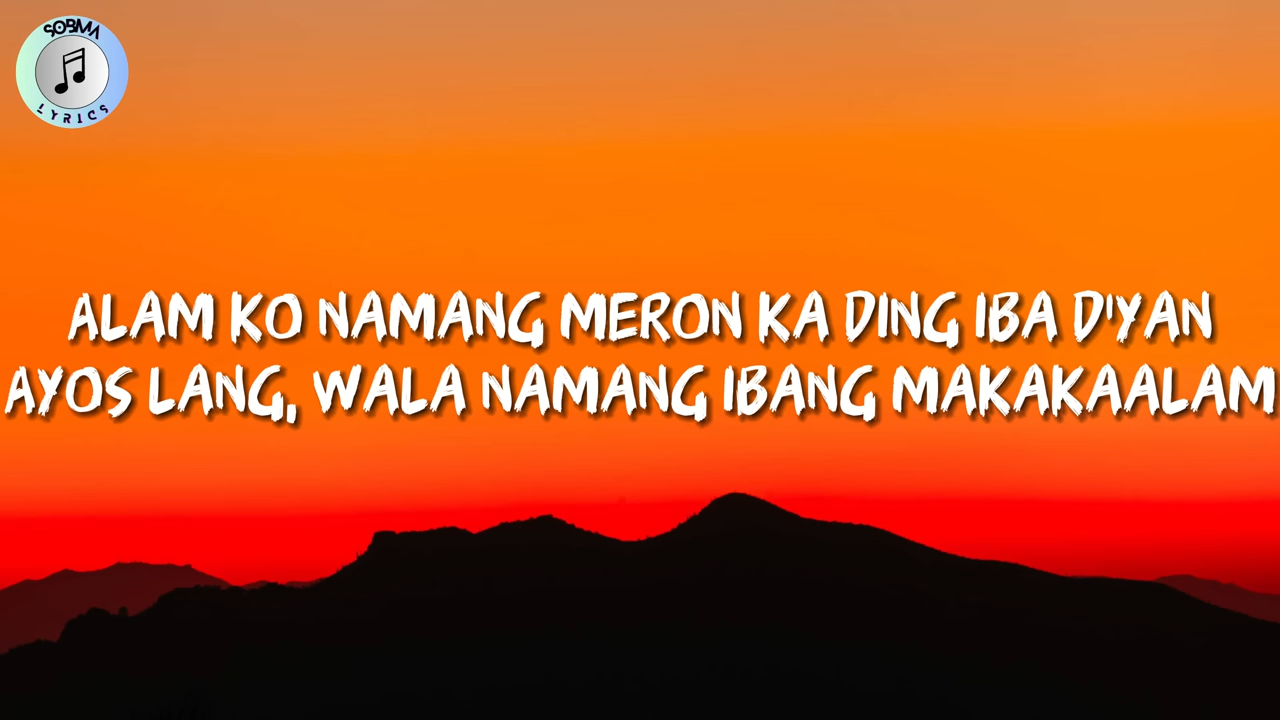 SOBMA
LYRICS
ALAM KO NAMANG MERON KA DING IBA D'YAN
AYOS LANG, WALA NAMANG IBANG MAKAKAALAM